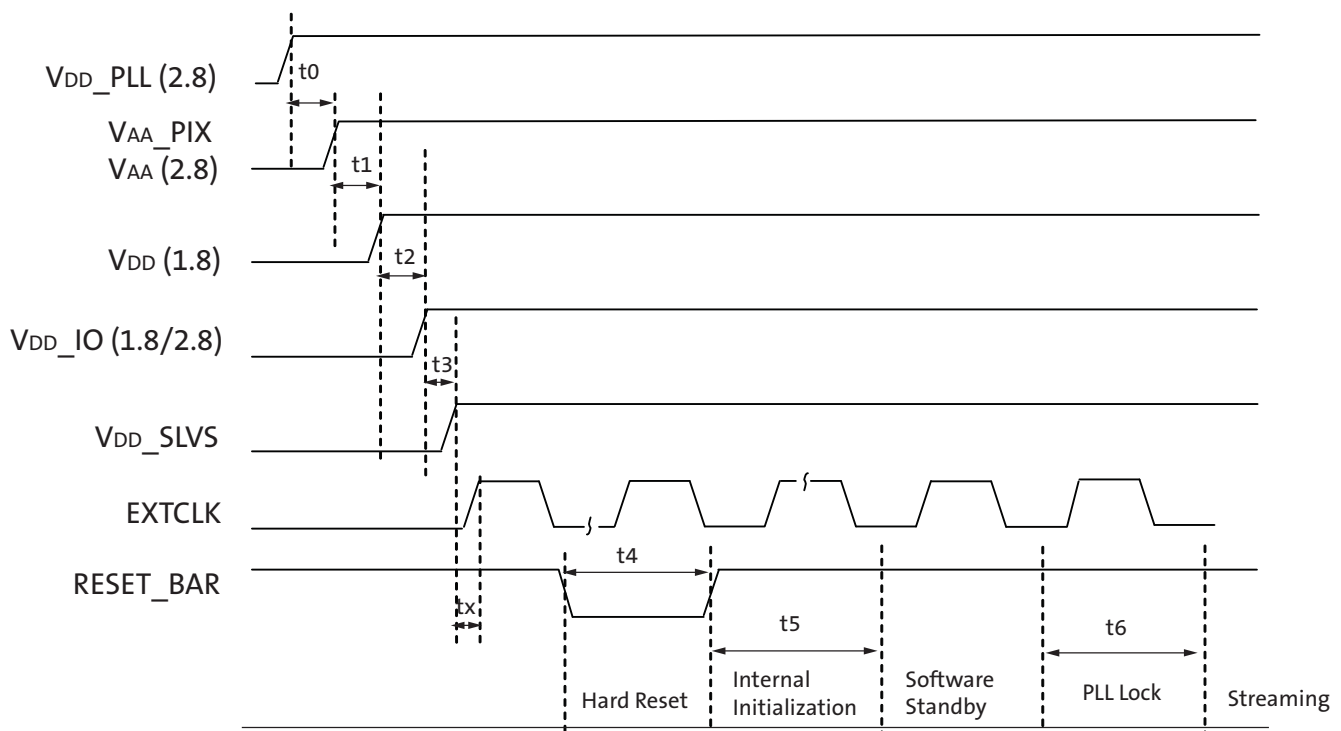 VDD_PLL (2.8)
t0
VAA_PIX
VAA (2.8)
t1
VDD (1.8)
t2
VDD_IO (1.8/2.8)
t3
VDD_SLVS
EXTCLK
RESET_BAR
t4
tx
t5
t6
Hard Reset
Internal
Initialization
Software
Standby
PLL Lock
Streaming